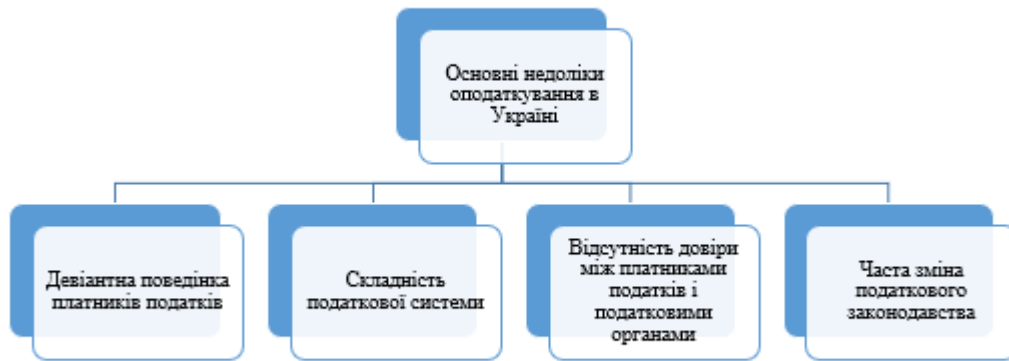 Основні недоліки
оподаткування в
Україні
Девіантна поведінка
платників податків
Складність
податкової системи
Відсутність довіри
між платниками
податків і
податковими
органами
Часта зміна
податкового
законодавства